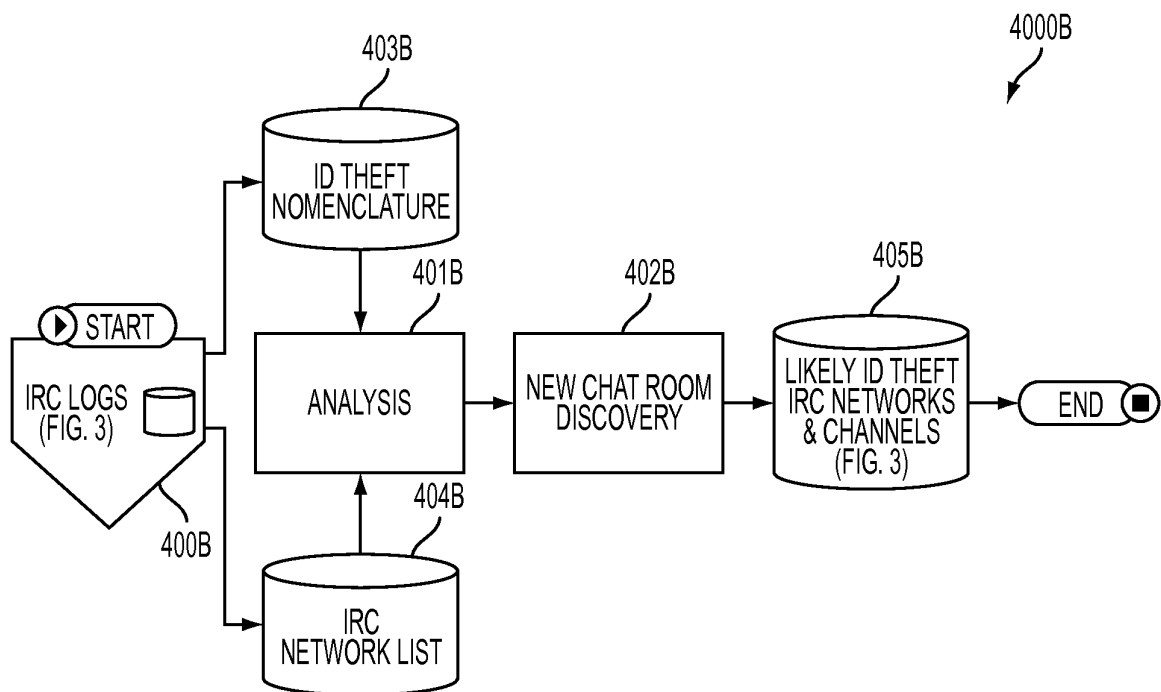 4000B
403B
ID THEFT
NOMENCLATURE
401B
402B
405B
START
IRC LOGS
(FIG. 3)
400B
ANALYSIS
NEW CHAT ROOM
DISCOVERY
LIKELY ID THEFT
IRC NETWORKS
& CHANNELS
(FIG. 3)
END
404B
IRC
NETWORK LIST